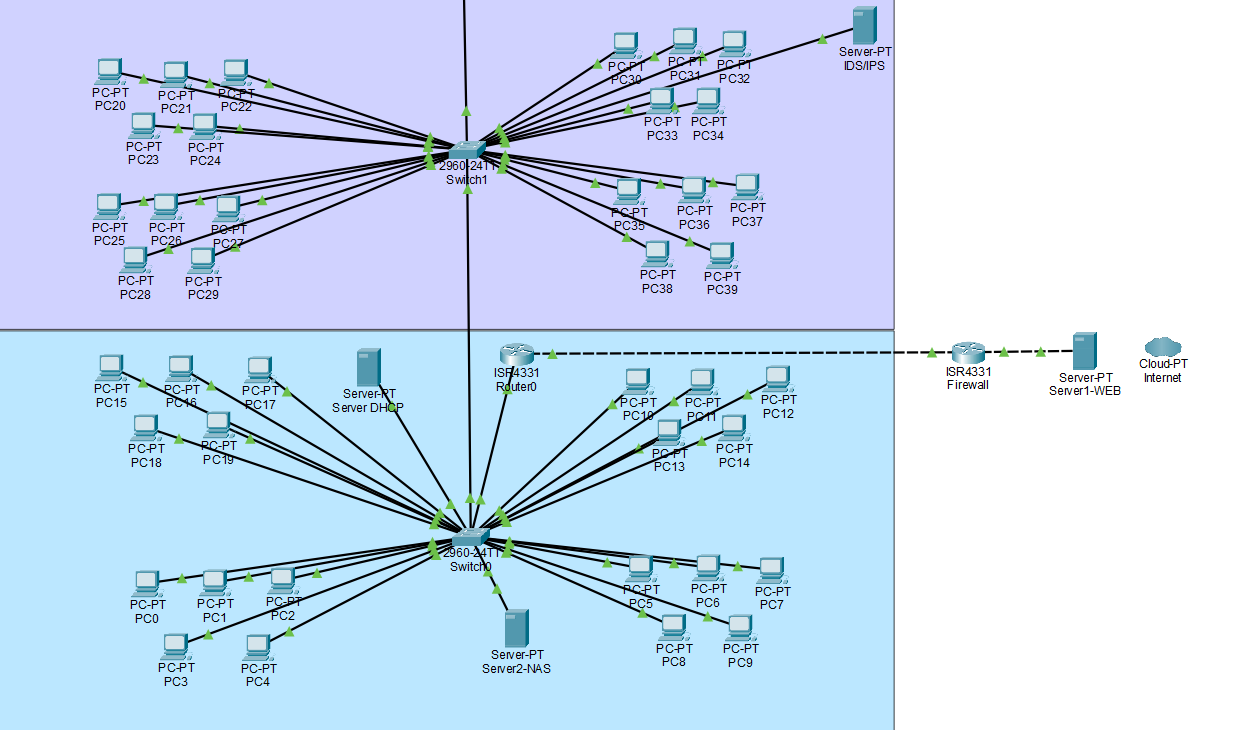 PC-PT
PC20
PC-PT
PC21
PC-PT
PC22
PC-PT
PC23
PC-PT
PC24
PC-PT
PC30
PC-PT
PC31
PC-PT
PC32
Server-PT
IDS/IPS
PC-PT
PC33
PC-PT
PC34
2960-24TT
Switch1
PC-PT
PC25
PC-PT
PC26
PC-PT
PC27
PC-PT
PC28
PC-PT
PC29
PC-PT
PC35
PC-PT
PC36
PC-PT
PC37
PC-PT
PC38
PC-PT
PC39
PC-PT
PC15
PC-PT
PC16
PC-PT
PC17
PC-PT
PC18
PC-PT
PC19
Server-PT
Server DHCP
ISR4331
Router0
ISR4331
Firewall
Server-PT
Server1-WEB
Cloud-PT
Internet
PC-PT
PC10
PC-PT
PC11
PC-PT
PC12
PC-PT
PC13
PC-PT
PC14
2960-24TT
Switch0
PC-PT
PC0
PC-PT
PC1
PC-PT
PC2
PC-PT
PC3
PC-PT
PC4
Server-PT
Server2-NAS
PC-PT
PC5
PC-PT
PC6
PC-PT
PC7
PC-PT
PC8
PC-PT
PC9